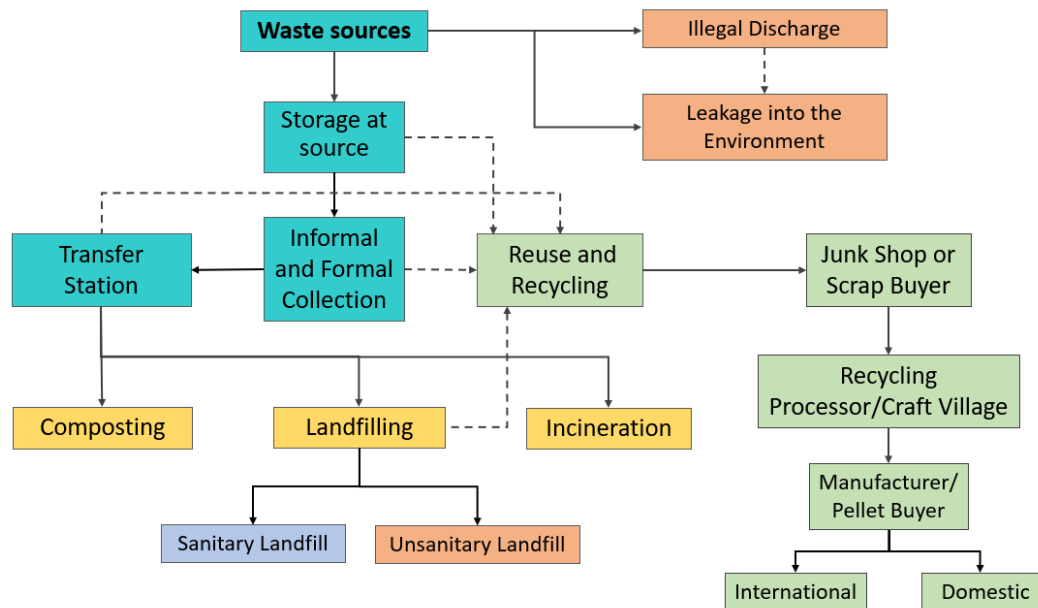 Waste sources
Illegal Discharge
Leakage into the
Environment
Storage at
source
Transfer
Station
Informal
and Formal
Collection
Reuse and
Recycling
Junk Shop or
Scrap Buyer
Recycling
Processor/Craft Village
Composting
Landfilling
Incineration
Manufacturer/
Pellet Buyer
Sanitary Landfill
Unsanitary Landfill
International
Domestic